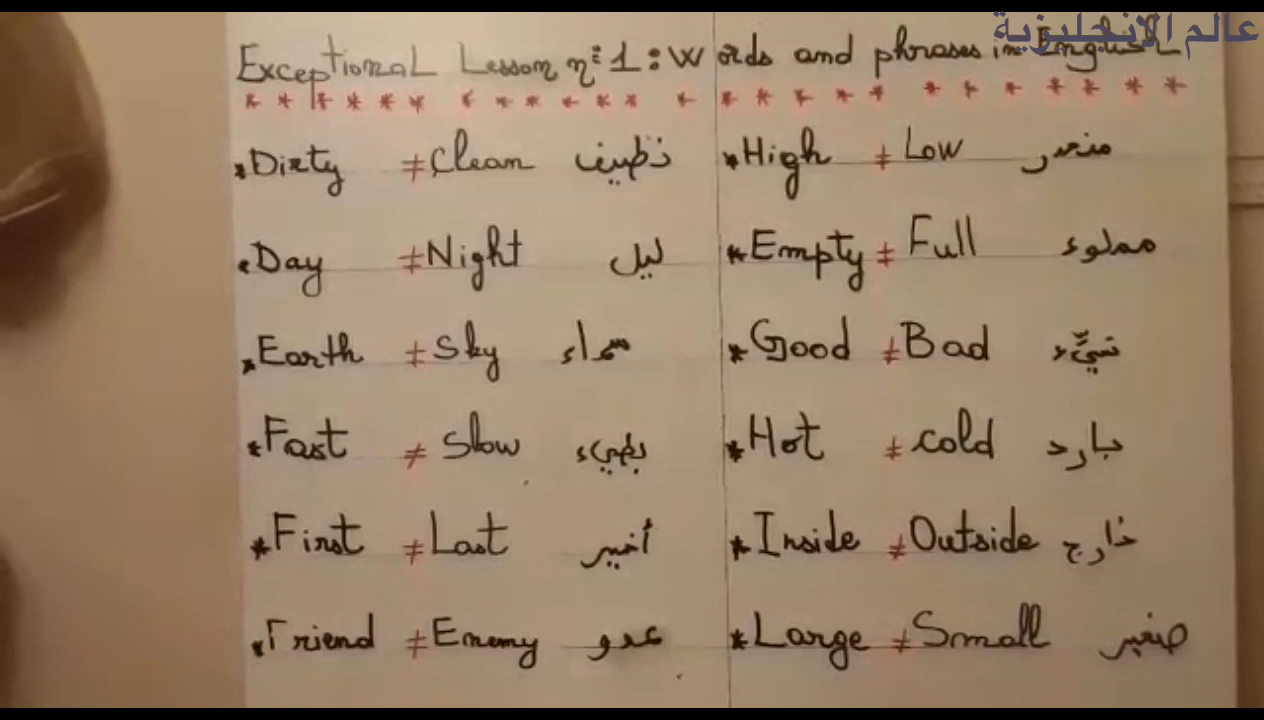 عالم الانجليزية
Exceptional Lesson n°1: Words and phrases in English
* * * * * * * * * * * * * * * * * * * * * * * * * *
*Dirty ≠ Clean نظيف
*Day ≠ Night ليل
*Earth ≠ Sky سماء
*Fast ≠ Slow بطيء
*First ≠ Last أخير
*Friend ≠ Enemy عدو
*High ≠ Low منحدر
*Empty ≠ Full مملوء
*Good ≠ Bad سيّء
*Hot ≠ cold بارد
*Inside ≠ Outside خارج
*Large ≠ Small صغير